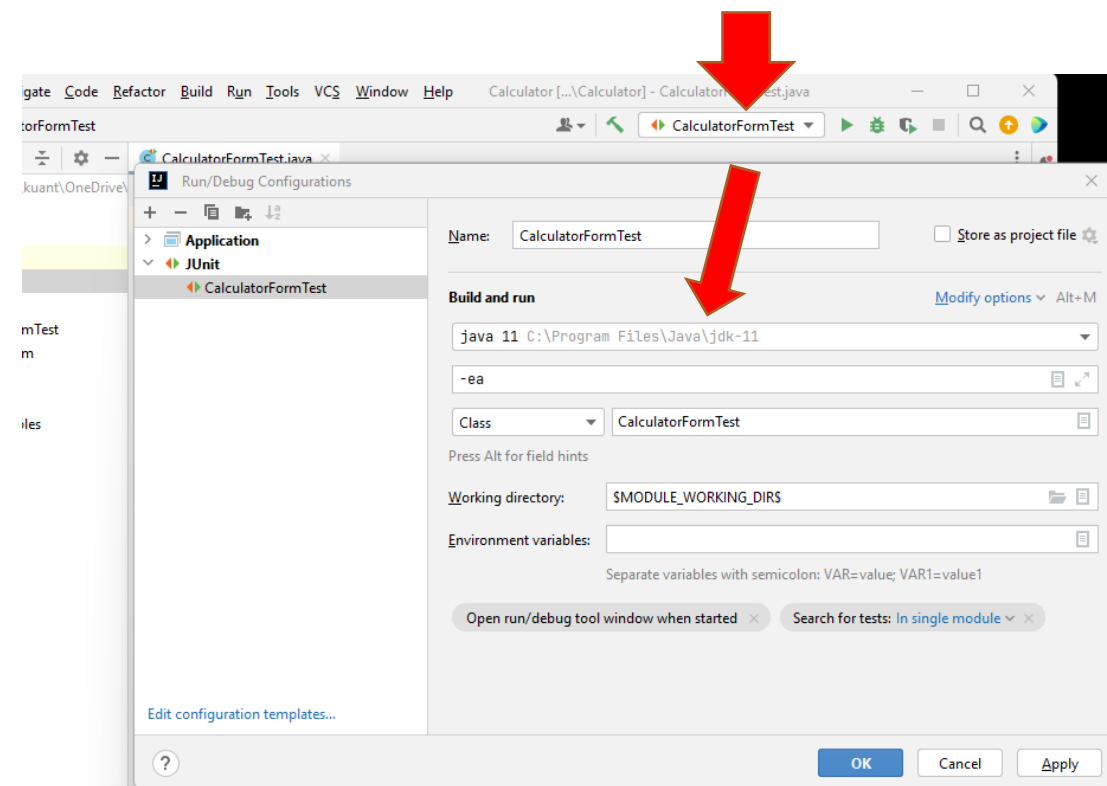 igate Code Refactor Build Run Tools VCS Window Help Calculator [...\Calculator] - Calculator est.java
torFormTest CalculatorFormTest
CalculatorFormTest.java
.kuant\OneDrive\
Run/Debug Configurations
Application
JUnit
CalculatorFormTest
mTest
m
les
Edit configuration templates...
Name: CalculatorFormTest Store as project file
Build and run Modify options Alt+M
java 11 C:\Program Files\Java\jdk-11
-ea
Class CalculatorFormTest
Press Alt for field hints
Working directory: $MODULE_WORKING_DIR$
Environment variables:
Separate variables with semicolon: VAR=value; VAR1=value1
Open run/debug tool window when started Search for tests: In single module
? OK Cancel Apply